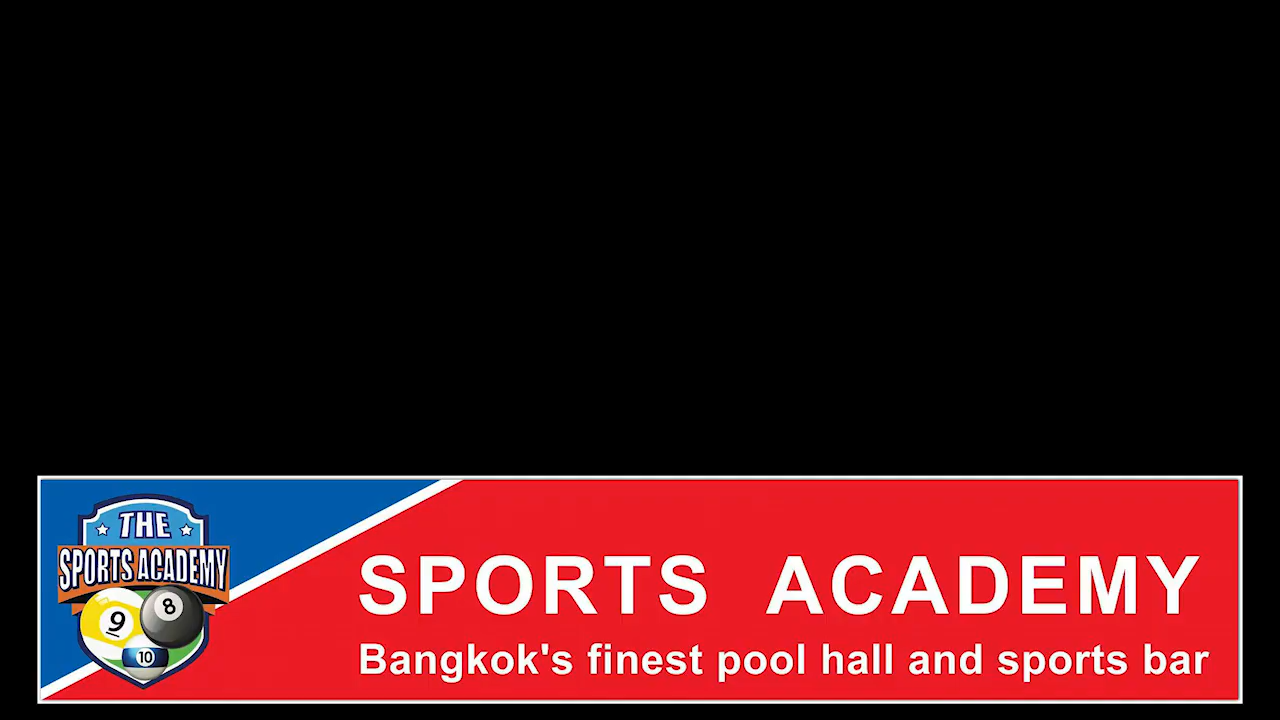 THE
SPORTS ACADEMY
9
8
10
SPORTS ACADEMY
Bangkok's finest pool hall and sports bar